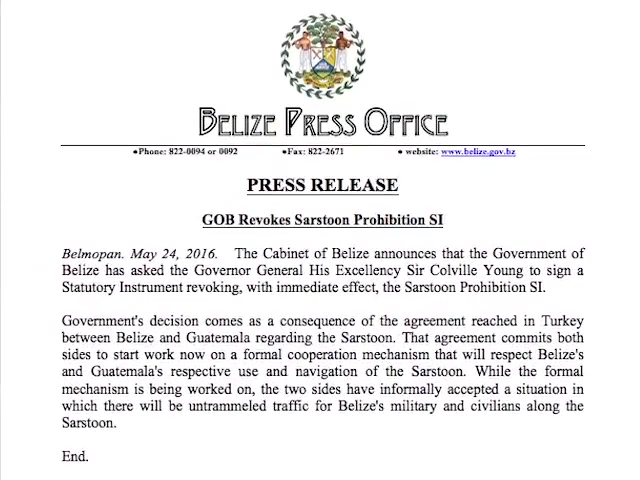 BELIZE PRESS OFFICE
•Phone: 822-0094 or 0092 •Fax: 822-2671 • website: www.belize.gov.bz
PRESS RELEASE
GOB Revokes Sarstoon Prohibition SI
Belmopan. May 24, 2016. The Cabinet of Belize announces that the Government of
Belize has asked the Governor General His Excellency Sir Colville Young to sign a
Statutory Instrument revoking, with immediate effect, the Sarstoon Prohibition SI.
Government's decision comes as a consequence of the agreement reached in Turkey
between Belize and Guatemala regarding the Sarstoon. That agreement commits both
sides to start work now on a formal cooperation mechanism that will respect Belize's
and Guatemala's respective use and navigation of the Sarstoon. While the formal
mechanism is being worked on, the two sides have informally accepted a situation in
which there will be untrammeled traffic for Belize's military and civilians along the
Sarstoon.
End.